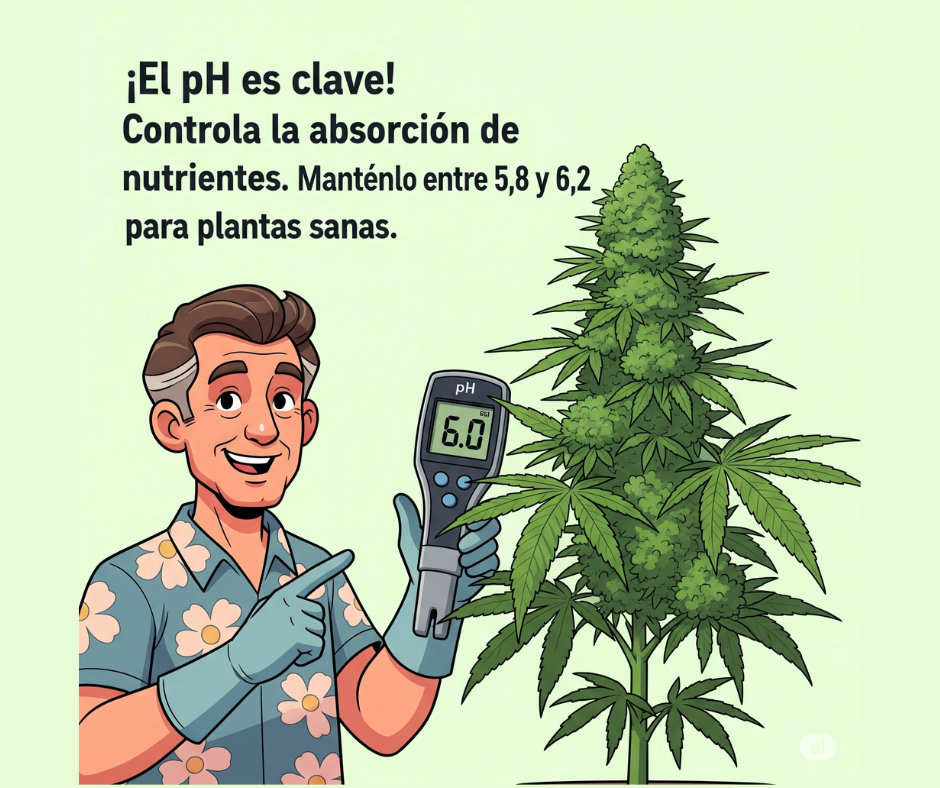 ¡El pH es clave!
Controla la absorción de
nutrientes. Manténlo entre 5,8 y 6,2
para plantas sanas.
pH
6.0
ai